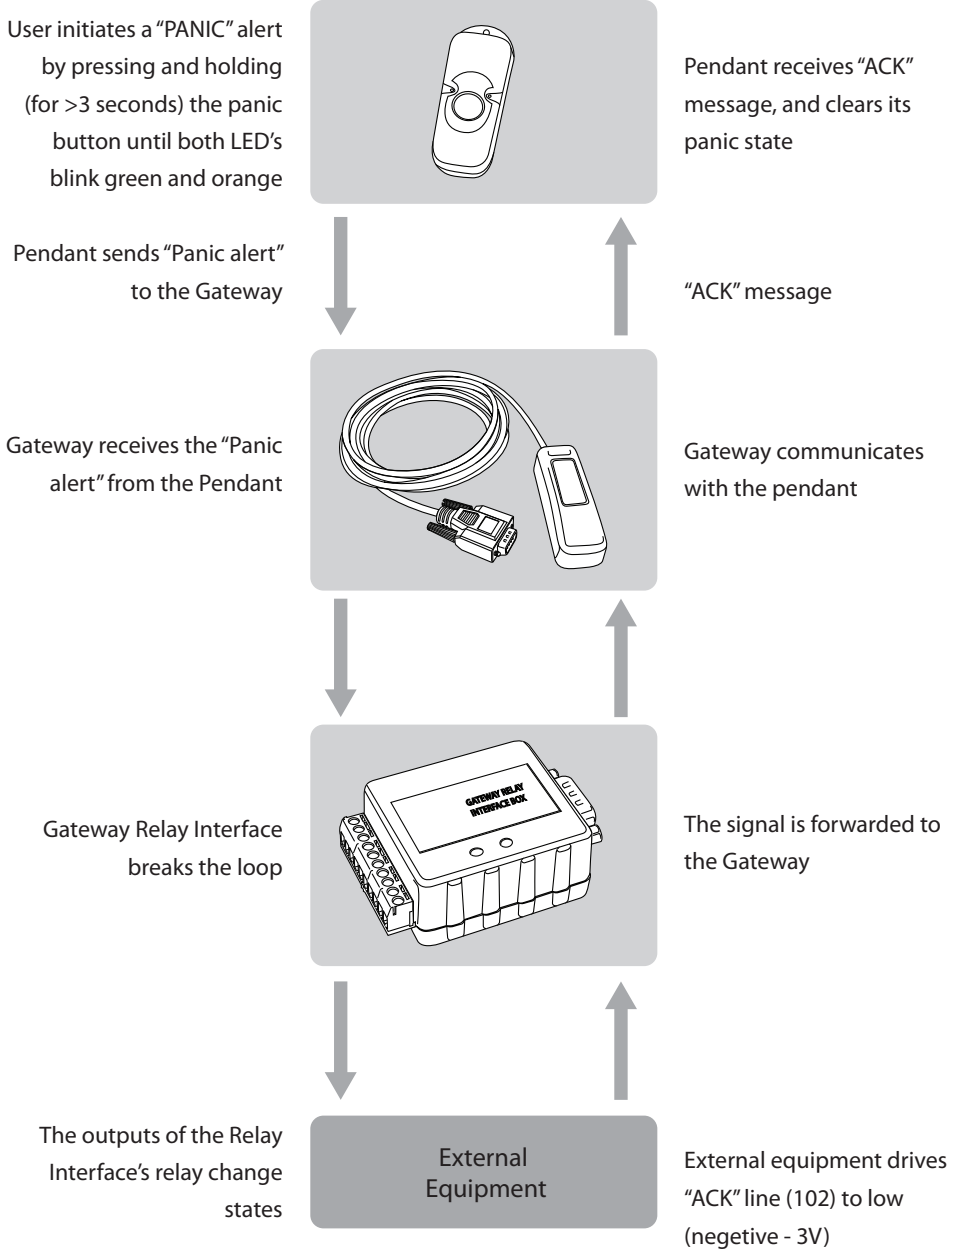 User initiates a “PANIC” alert
by pressing and holding
(for >3 seconds) the panic
button until both LED’s
blink green and orange
Pendant receives “ACK”
message, and clears its
panic state
Pendant sends “Panic alert”
to the Gateway
“ACK” message
Gateway receives the “Panic
alert” from the Pendant
Gateway communicates
with the pendant
GATEWAY RELAY
INTERFACE BOX
Gateway Relay Interface
breaks the loop
The signal is forwarded to
the Gateway
The outputs of the Relay
Interface’s relay change
states
External
Equipment
External equipment drives
“ACK” line (102) to low
(negetive - 3V)